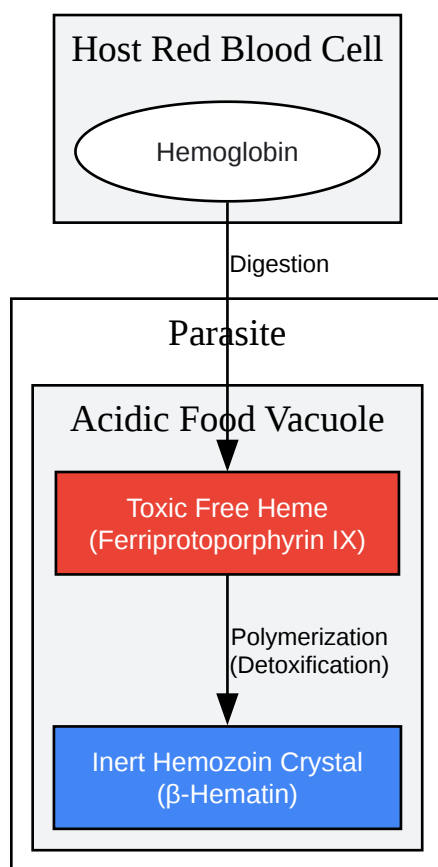 Host Red Blood Cell
Hemoglobin
Digestion
Parasite
Acidic Food Vacuole
Toxic Free Heme
(Ferriprotoporphyrin IX)
Polymerization
(Detoxification)
Inert Hemozoin Crystal
(β-Hematin)